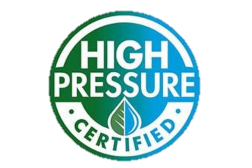 HIGH
PRESSURE
• CERTIFIED •